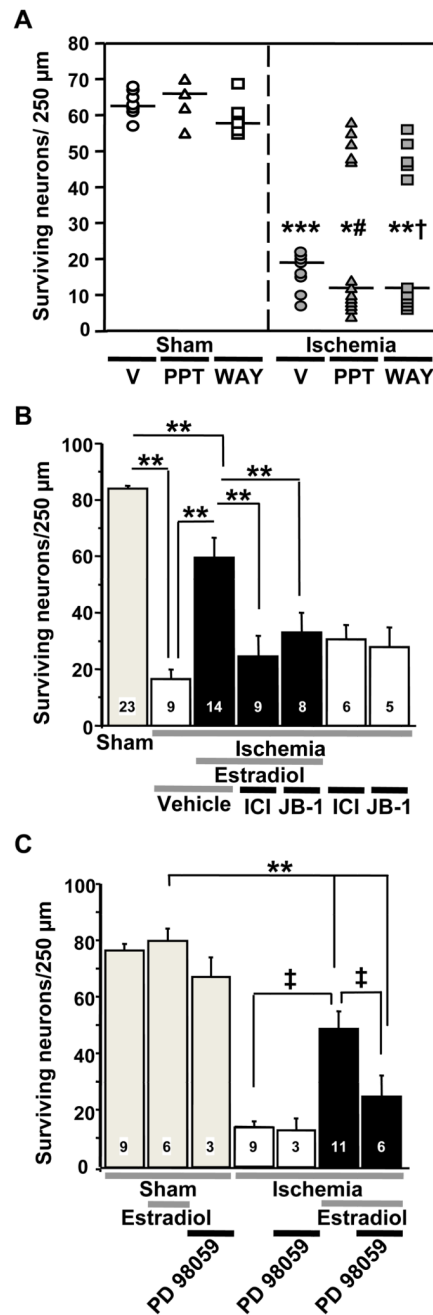 A
Surviving neurons/ 250 µm
80
70
60
50
40
30
20
10
0
*** *# **†
Sham Ischemia
V PPT WAY V PPT WAY
B
Surviving neurons/250 µm
100
80
60
40
20
0
**
** **
** **
23 9 14 9 8 6 5
Sham
Ischemia
Estradiol
Vehicle ICI JB-1 ICI JB-1
C
Surviving neurons/250 µm
100
80
60
40
20
0
**
‡ ‡
9 6 3 9 3 11 6
Sham Ischemia
Estradiol Estradiol
PD 98059 PD 98059 PD 98059